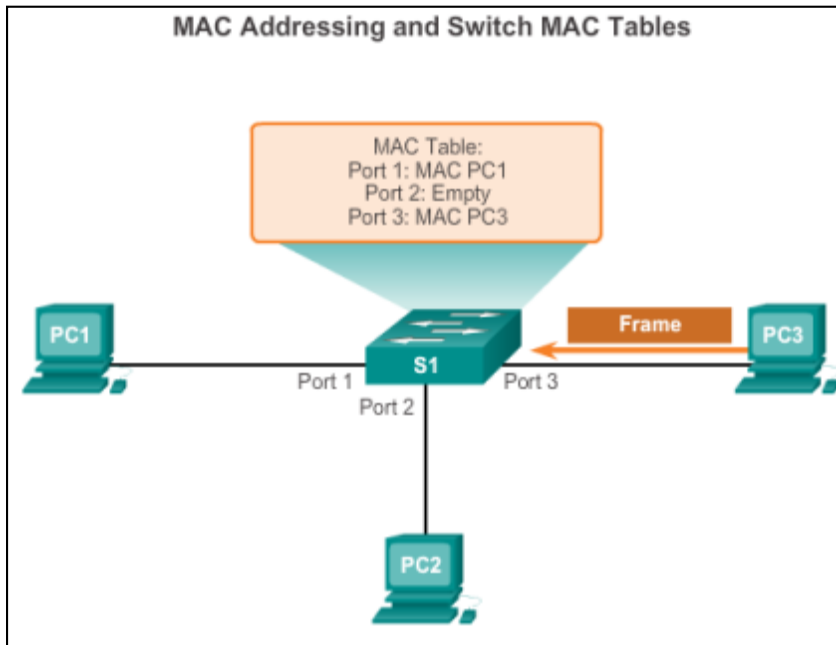 MAC Addressing and Switch MAC Tables
MAC Table:
Port 1: MAC PC1
Port 2: Empty
Port 3: MAC PC3
PC1
Frame
PC3
S1
Port 1
Port 3
Port 2
PC2